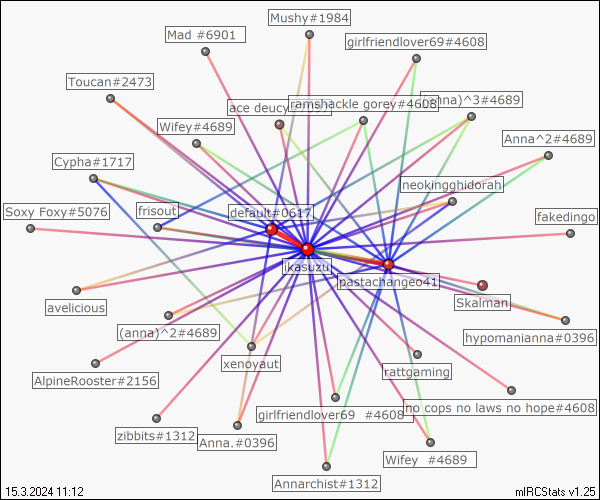 Mushy#1984
Mad #6901
girlfriendlover69#4608
Toucan#2473
ace deucy
ramshackle gorey#4608
nna)^3#4689
Wifey#4689
Anna^2#4689
Cypha#1717
neokingghidorah
Soxy Foxy#5076
frisout
default#0617
fakedingo
ikasuzu
pastachangeo41
Skalman
avelicious
(anna)^2#4689
hypomanianna#0396
xenoyaut
rattgaming
AlpineRooster#2156
girlfriendlover69 #4608
no cops no laws no hope#4608
zibbits#1312
Anna.#0396
Wifey #4689
Annarchist#1312
15.3.2024 11:12
mIRCStats v1.25